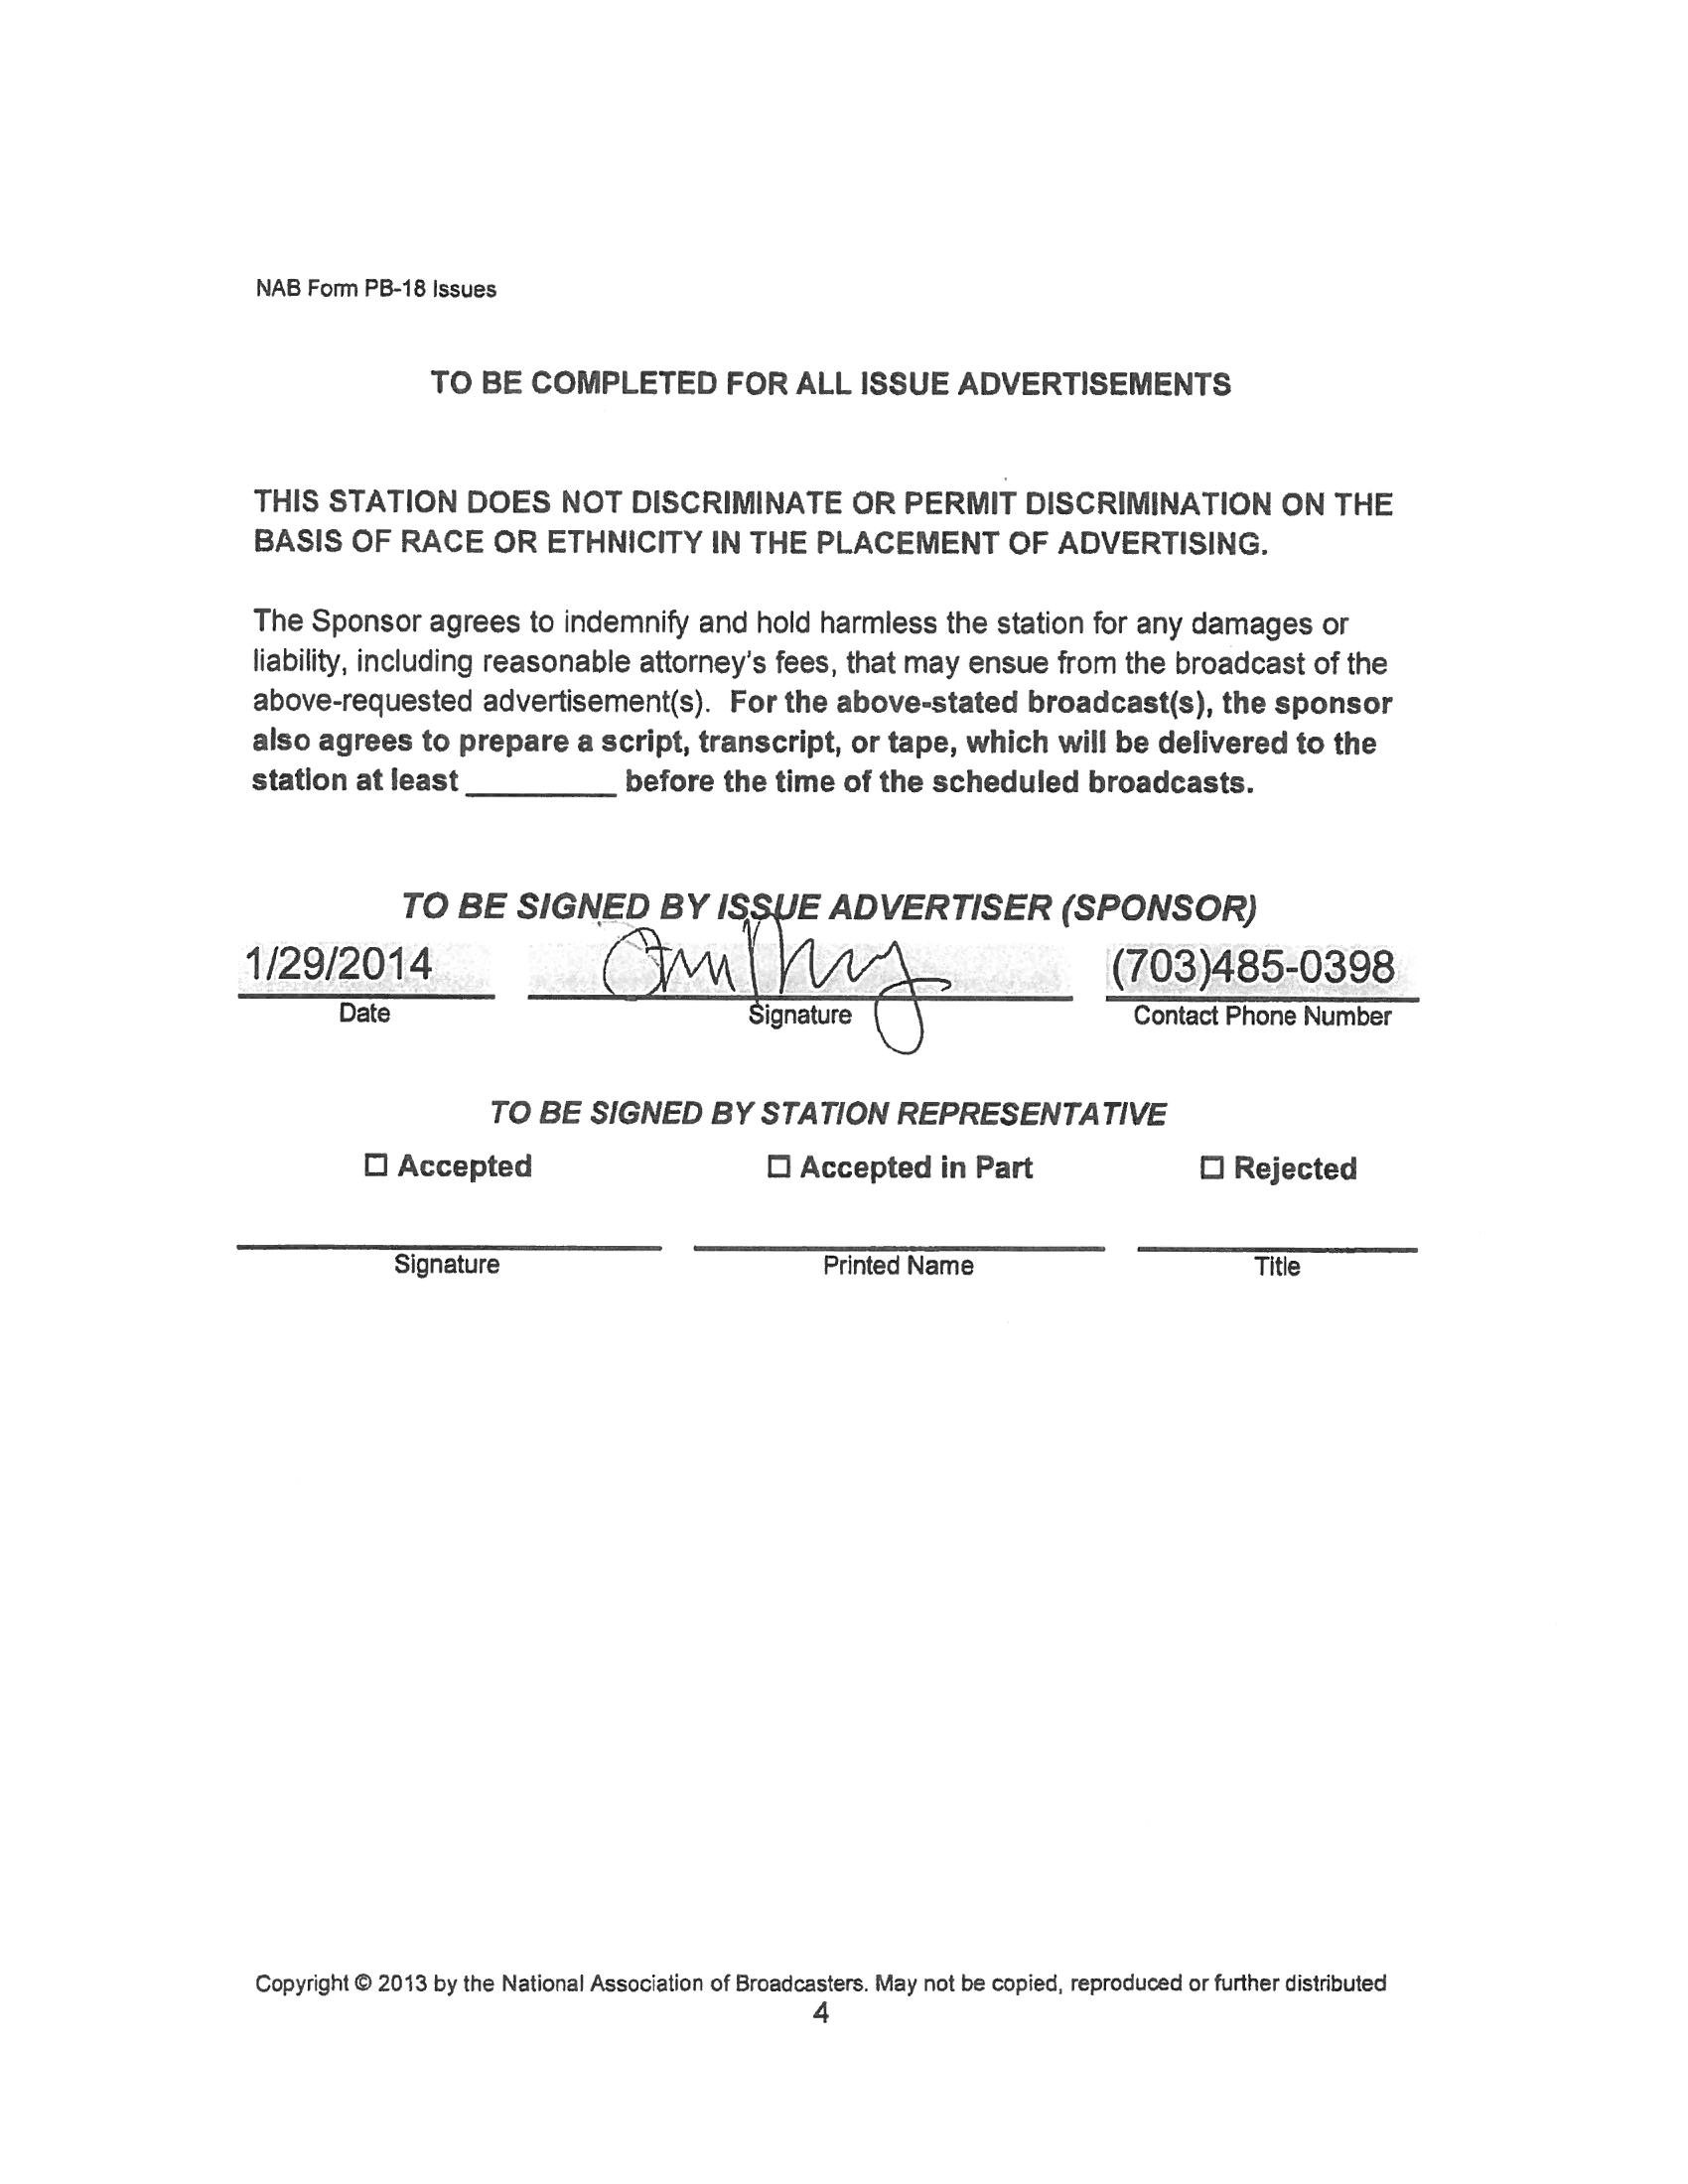 NAB Form PB-18 Issues
TO BE COMPLETED FOR ALL ISSUE ADVERTISEMENTS
THIS STATION DOES NOT DISCRIMINATE OR PERMIT DISCRIMINATION ON THE
BASIS OF RACE OR ETHNICITY IN THE PLACEMENT OF ADVERTISING.
The Sponsor agrees to indemnify and hold harmless the station for any damages or
liability, including reasonable attorney's fees, that may ensue from the broadcast of the
above-requested advertisement(s). For the above-stated broadcast(s), the sponsor
also agrees to prepare a script, transcript, or tape, which will be delivered to the
station at least _________ before the time of the scheduled broadcasts.
TO BE SIGNED BY ISSUE ADVERTISER (SPONSOR)
1/29/2014 (703)485-0398
Date Signature Contact Phone Number
TO BE SIGNED BY STATION REPRESENTATIVE
☐ Accepted ☐ Accepted in Part ☐ Rejected
Signature Printed Name Title
Copyright © 2013 by the National Association of Broadcasters. May not be copied, reproduced or further distributed
4